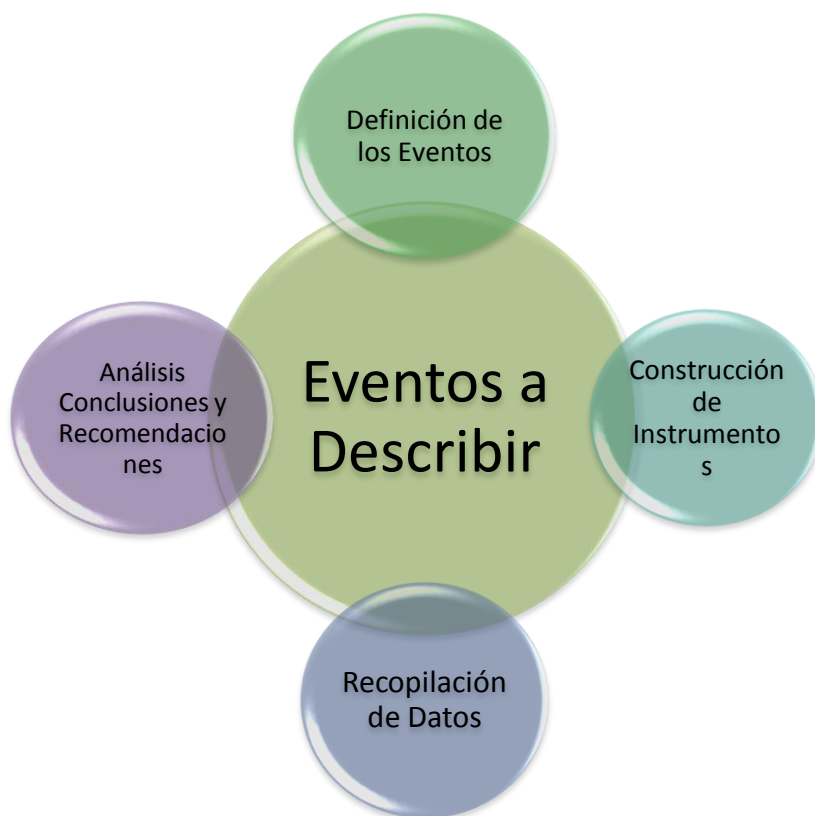 Definición de
los Eventos
Eventos a
Describir
Construcción
de
Instrumento
s
Recopilación
de Datos
Análisis
Conclusiones y
Recomendacio
nes